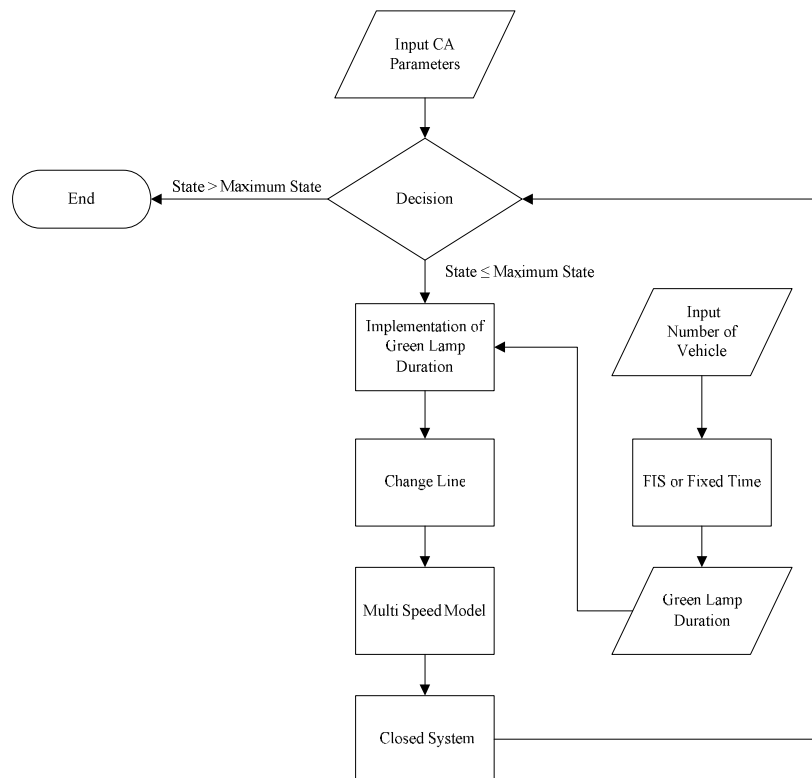 Input CA
Parameters
End
State > Maximum State
Decision
State ≤ Maximum State
Implementation of
Green Lamp
Duration
Input
Number of
Vehicle
Change Line
FIS or Fixed Time
Multi Speed Model
Green Lamp
Duration
Closed System